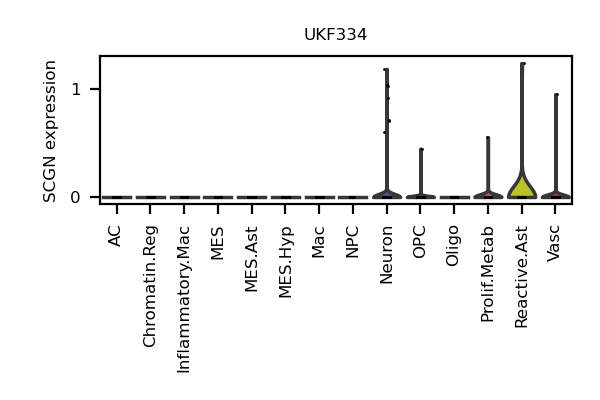 UKF334
SCGN expression
1
0
AC
Chromatin.Reg
Inflammatory.Mac
MES
MES.Ast
MES.Hyp
Mac
NPC
Neuron
OPC
Oligo
Prolif.Metab
Reactive.Ast
Vasc